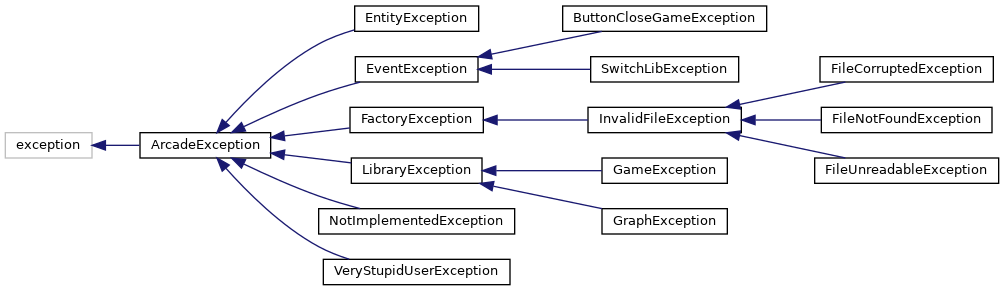 exception
ArcadeException
EntityException
EventException
ButtonCloseGameException
SwitchLibException
FactoryException
InvalidFileException
FileCorruptedException
FileNotFoundException
FileUnreadableException
LibraryException
GameException
GraphException
NotImplementedException
VeryStupidUserException